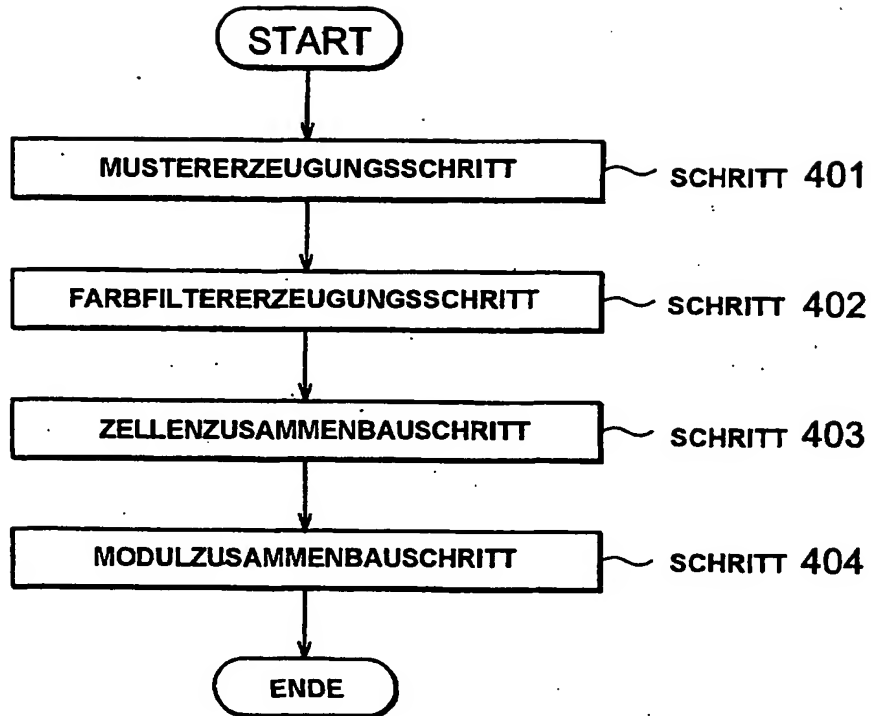 START
MUSTERERZEUGUNGSSCHRITT
SCHRITT 401
FARBFILTERERZEUGUNGSSCHRITT
SCHRITT 402
ZELLENZUSAMMENBAUSCHRITT
SCHRITT 403
MODULZUSAMMENBAUSCHRITT
SCHRITT 404
ENDE